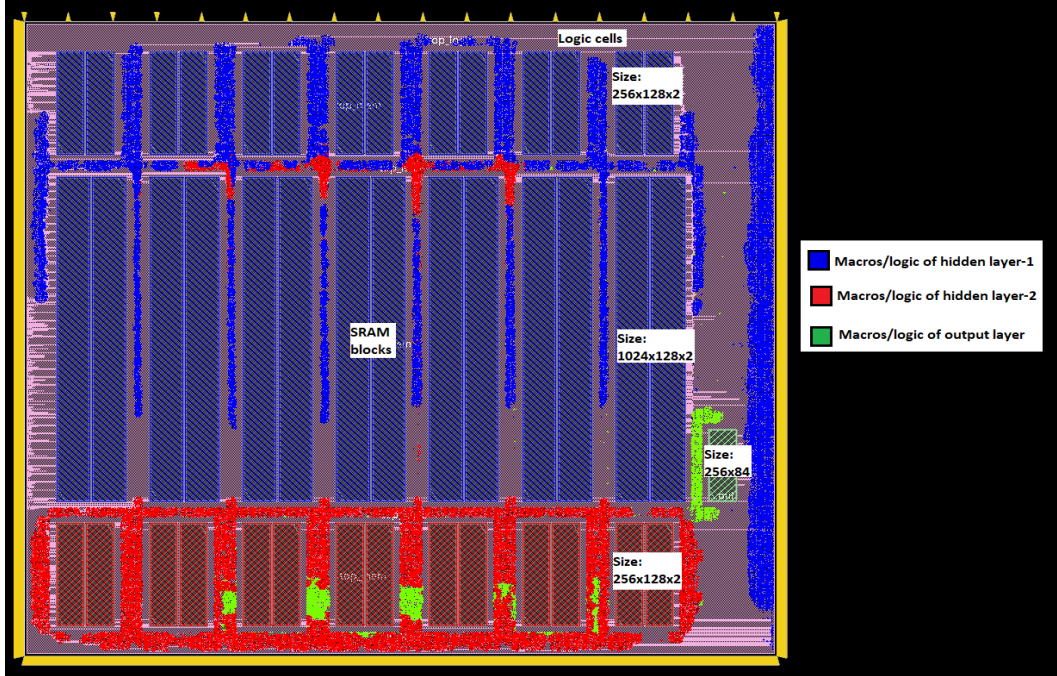 Logic cells
Size:
256x128x2
SRAM
blocks
Size:
1024x128x2
Size:
256x84
Size:
256x128x2
top_mem
Macros/logic of hidden layer-1
Macros/logic of hidden layer-2
Macros/logic of output layer